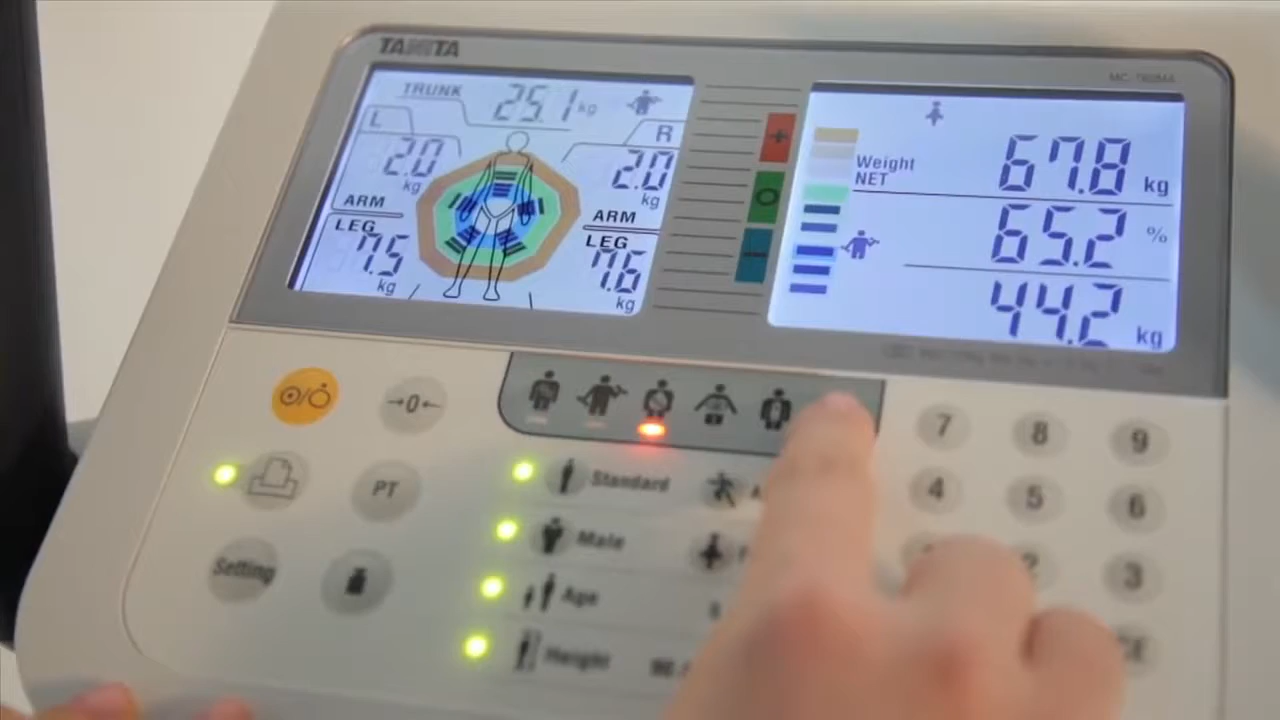 TANITA
TRUNK 25.1 kg
L R
2.0 kg 2.0 kg
ARM ARM
LEG LEG
7.5 kg 7.6 kg
+
Weight 67.8 kg
NET
65.2 %
44.2 kg
→0←
7 8 9
PT
Standard
4 5 6
Male
Setting
3
Age
Height